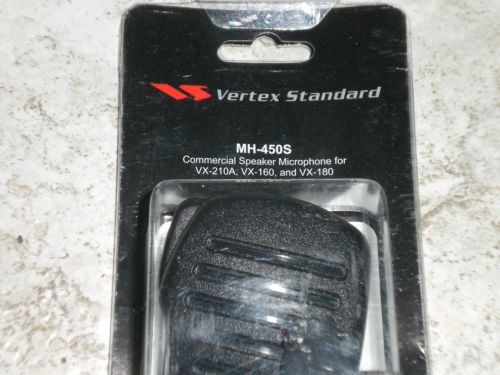 Vertex Standard
MH-450S
Commercial Speaker Microphone for
VX-210A, VX-160, and VX-180